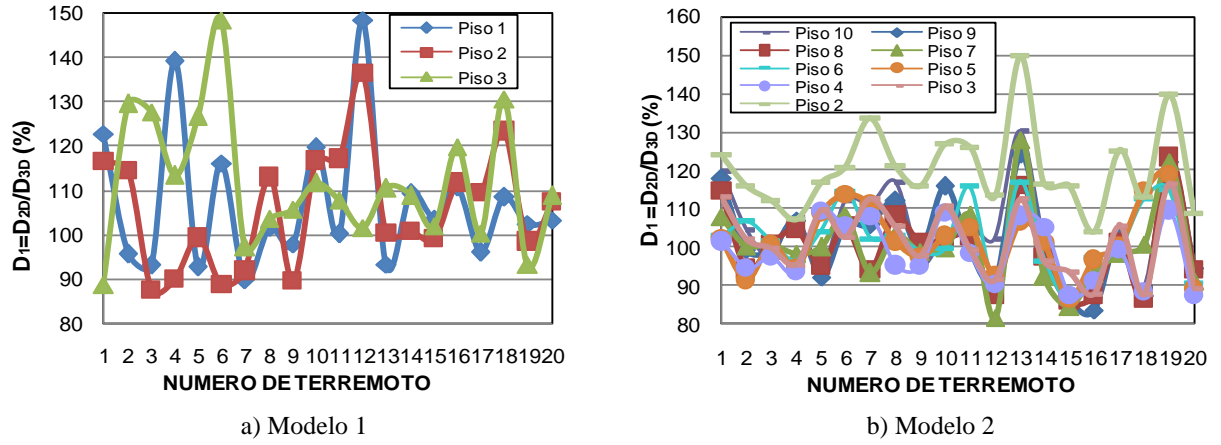 D1=D2D/D3D (%)
150
140
130
120
110
100
90
80
Piso 1
Piso 2
Piso 3
1 2 3 4 5 6 7 8 9 10 11 12 13 14 15 16 17 18 19 20
NUMERO DE TERREMOTO
a) Modelo 1
D1 =D2D/D3D (%)
160
150
140
130
120
110
100
90
80
Piso 10 Piso 9
Piso 8 Piso 7
Piso 6 Piso 5
Piso 4 Piso 3
Piso 2
1 2 3 4 5 6 7 8 9 10 11 12 13 14 15 16 17 18 19 20
NUMERO DE TERREMOTO
b) Modelo 2